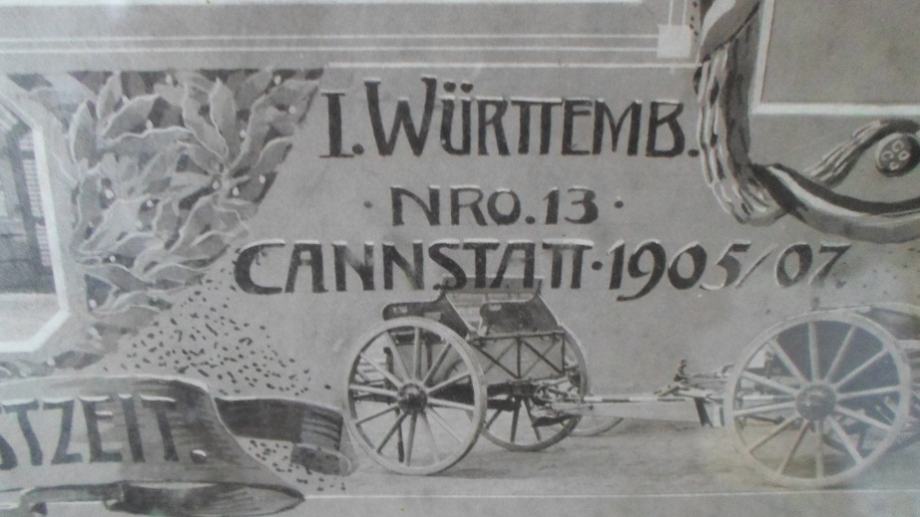 I. WÜRTTEMB.
· NRO. 13 ·
CANNSTATT · 1905/07.
STZEIT.